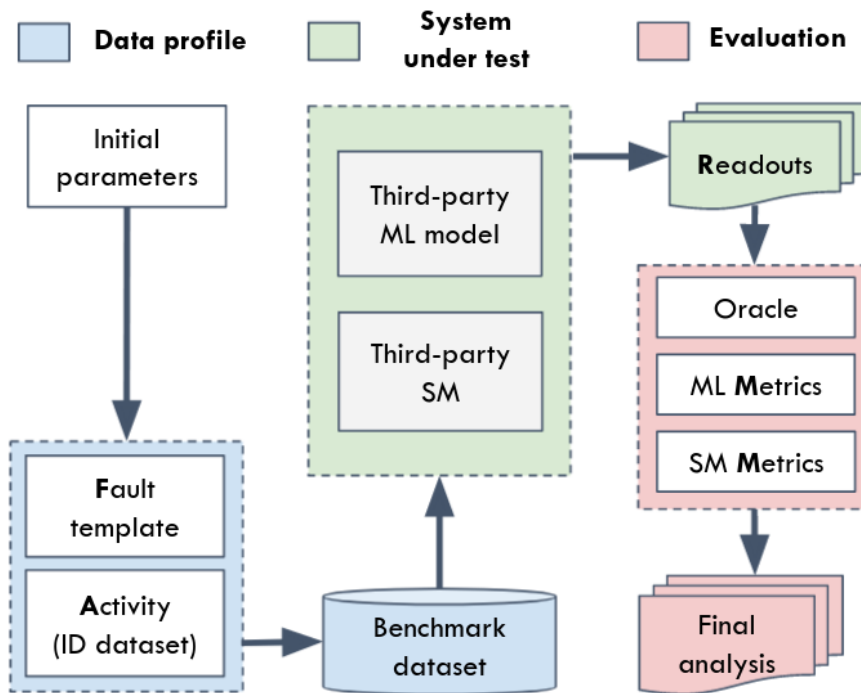 Data profile
System
under test
Evaluation
Initial
parameters
Fault
template
Activity
(ID dataset)
Benchmark
dataset
Third-party
ML model
Third-party
SM
Readouts
Oracle
ML Metrics
SM Metrics
Final
analysis